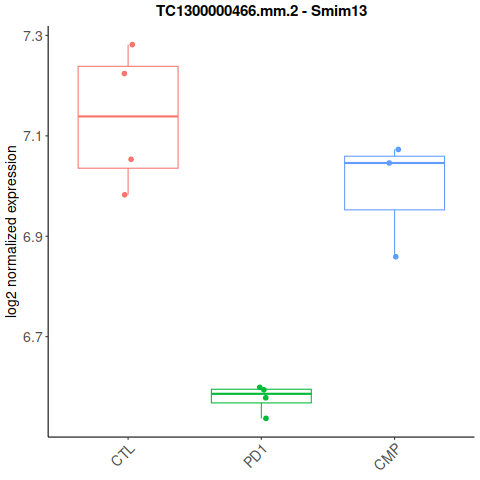 TC1300000466.mm.2 - Smim13
log2 normalized expression
7.3
7.1
6.9
6.7
CTL
PD1
CMP